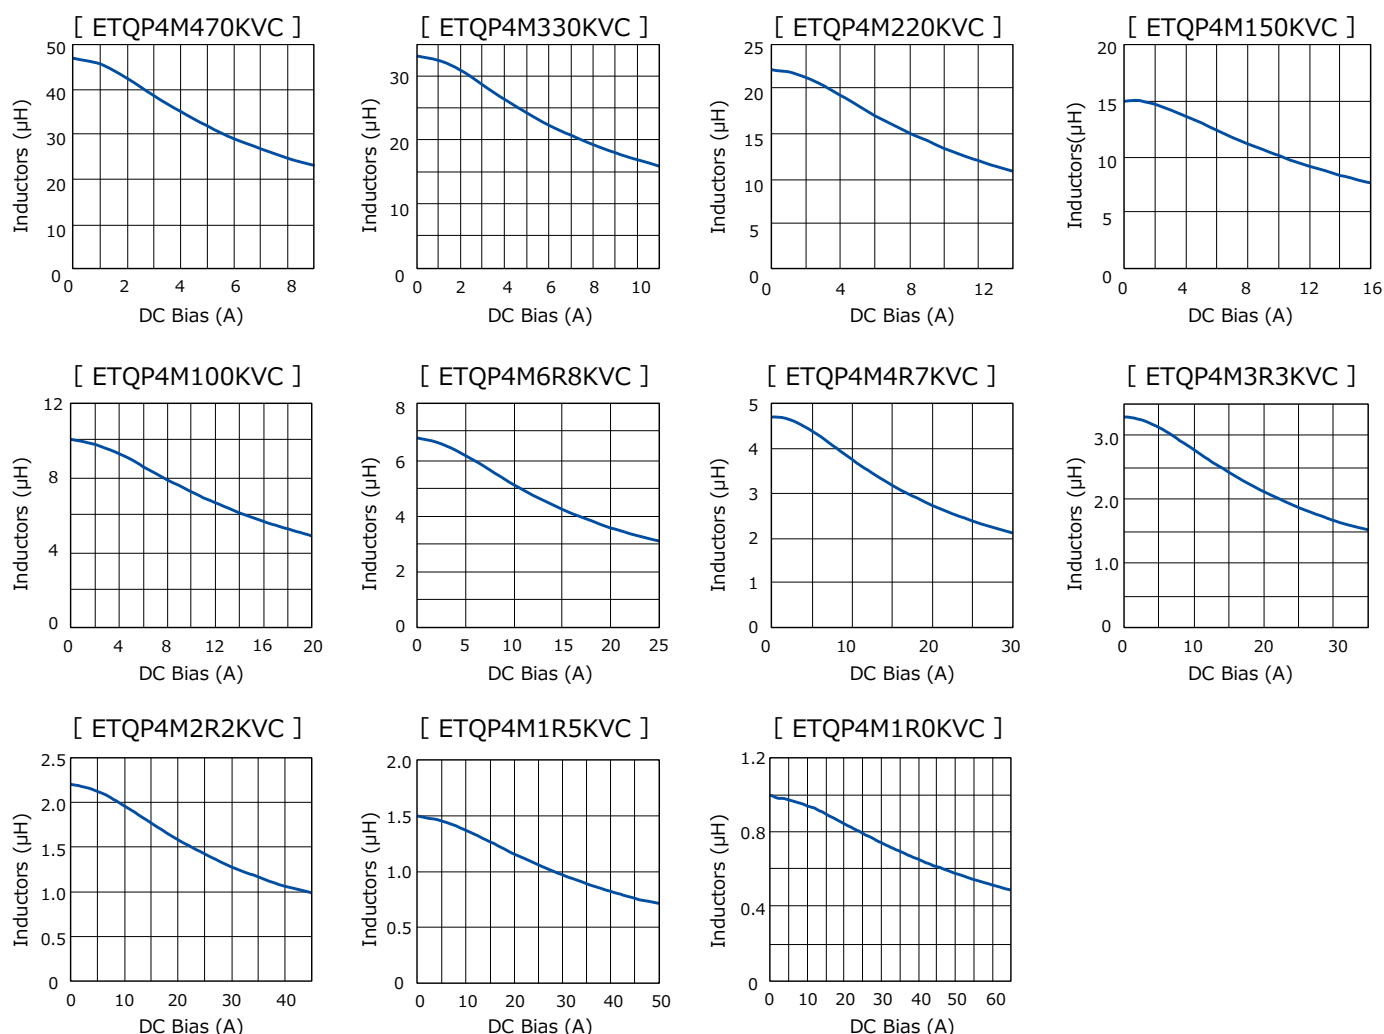 [ ETQP4M470KVC ]
50
40
30
20
10
0
Inductors (μH)
0 2 4 6 8
DC Bias (A)
[ ETQP4M330KVC ]
30
20
10
0
Inductors (μH)
0 2 4 6 8 10
DC Bias (A)
[ ETQP4M220KVC ]
25
20
15
10
5
0
Inductors (μH)
0 4 8 12
DC Bias (A)
[ ETQP4M150KVC ]
20
15
10
5
0
Inductors(μH)
0 4 8 12 16
DC Bias (A)
[ ETQP4M100KVC ]
12
8
4
0
Inductors (μH)
0 4 8 12 16 20
DC Bias (A)
[ ETQP4M6R8KVC ]
8
6
4
2
0
Inductors (μH)
0 5 10 15 20 25
DC Bias (A)
[ ETQP4M4R7KVC ]
5
4
3
2
1
0
Inductors (μH)
0 10 20 30
DC Bias (A)
[ ETQP4M3R3KVC ]
3.0
2.0
1.0
0
Inductors (μH)
0 10 20 30
DC Bias (A)
[ ETQP4M2R2KVC ]
2.5
2.0
1.5
1.0
0.5
0
Inductors (μH)
0 10 20 30 40
DC Bias (A)
[ ETQP4M1R5KVC ]
2.0
1.5
1.0
0.5
0
Inductors (μH)
0 10 20 30 40 50
DC Bias (A)
[ ETQP4M1R0KVC ]
1.2
0.8
0.4
0
Inductors (μH)
0 10 20 30 40 50 60
DC Bias (A)